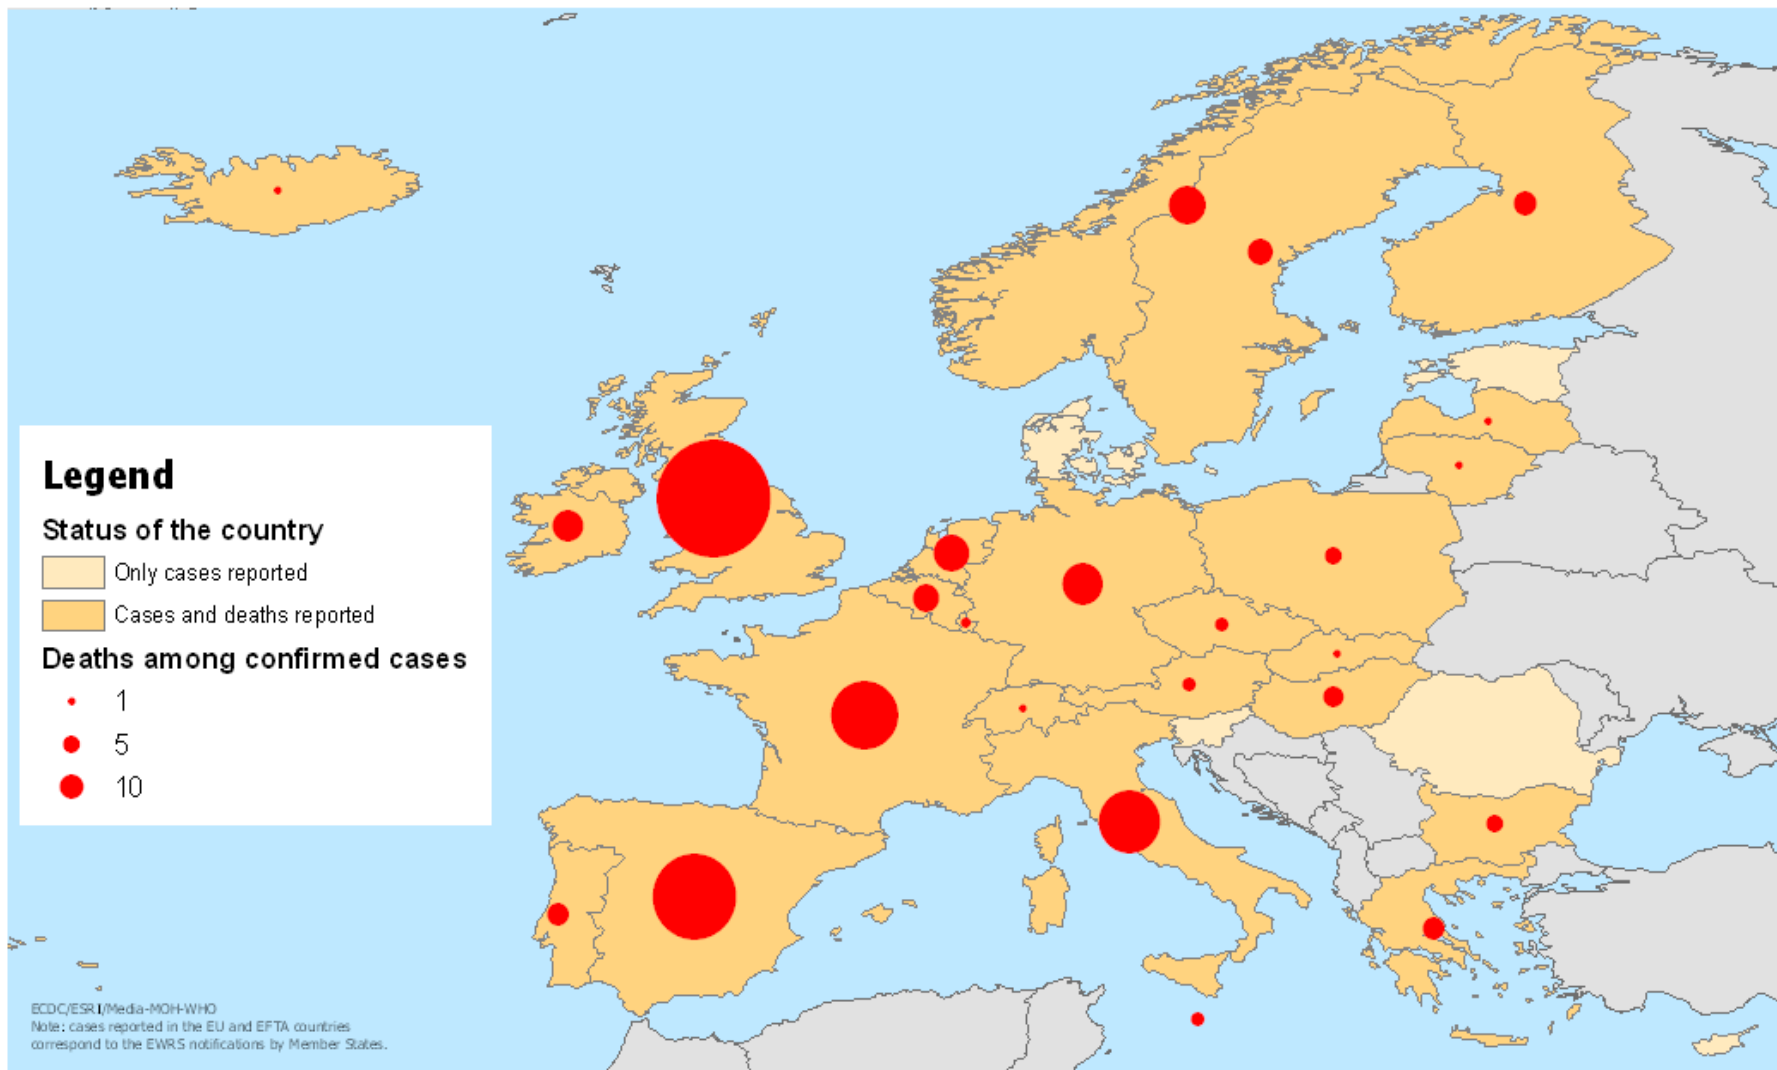 Legend
Status of the country
Only cases reported
Cases and deaths reported
Deaths among confirmed cases
1
5
10
ECDC/ESRI/Media-MOH-WHO
Note: cases reported in the EU and EFTA countries
correspond to the EWRS notifications by Member States.